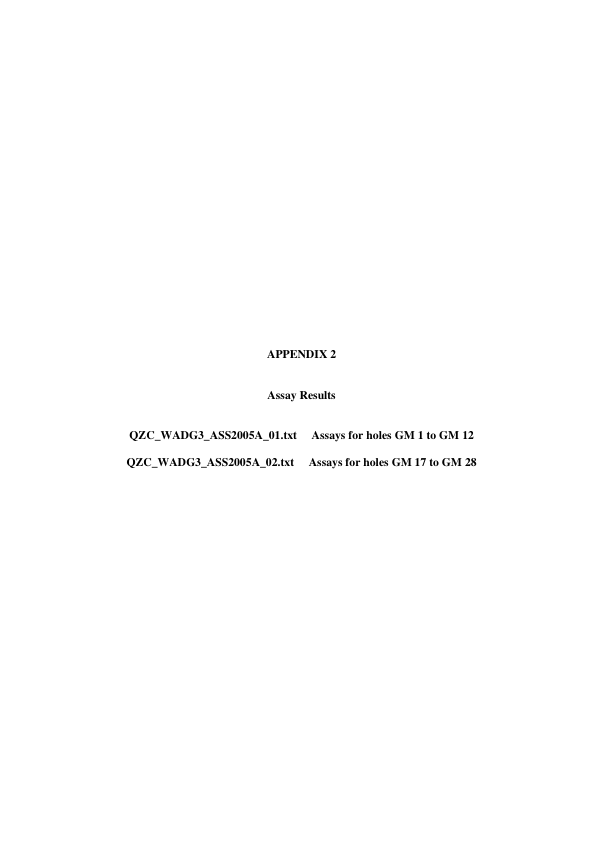 APPENDIX 2
Assay Results
QZC_WADG3_ASS2005A_01.txt Assays for holes GM 1 to GM 12
QZC_WADG3_ASS2005A_02.txt Assays for holes GM 17 to GM 28